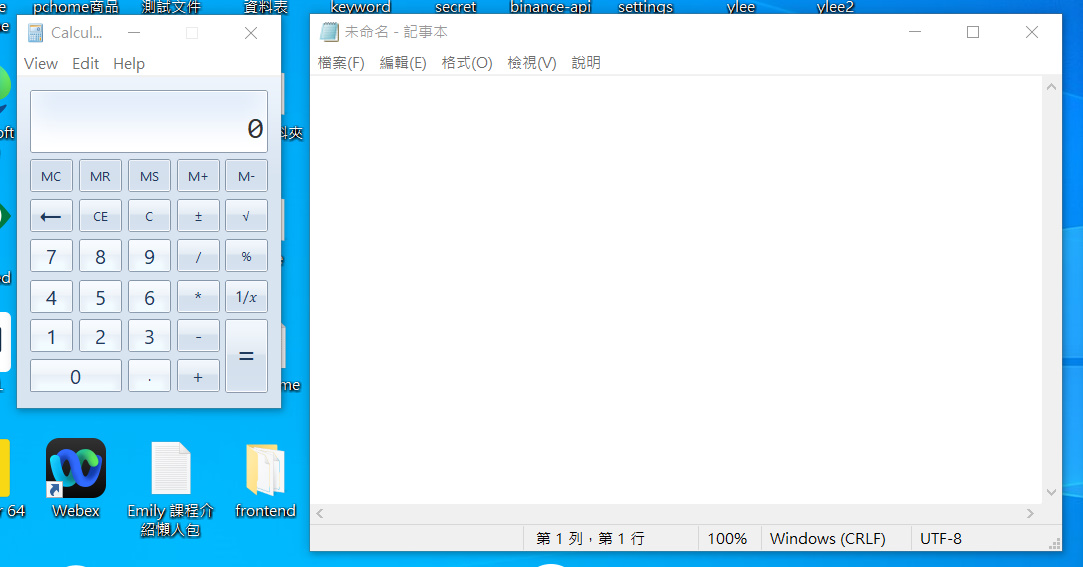 pchome商品 測試文件 資料表 keyword secret binance-api settings ylee ylee2
Calcul...
View Edit Help
0
MC MR MS M+ M-
← CE C ± √
7 8 9 / %
4 5 6 * 1/x
1 2 3 - =
0 . +
未命名 - 記事本
檔案(F) 編輯(E) 格式(O) 檢視(V) 說明
料夾
Webex
Emily 課程介
紹懶人包
frontend
r 64
第 1 列，第 1 行 100% Windows (CRLF) UTF-8